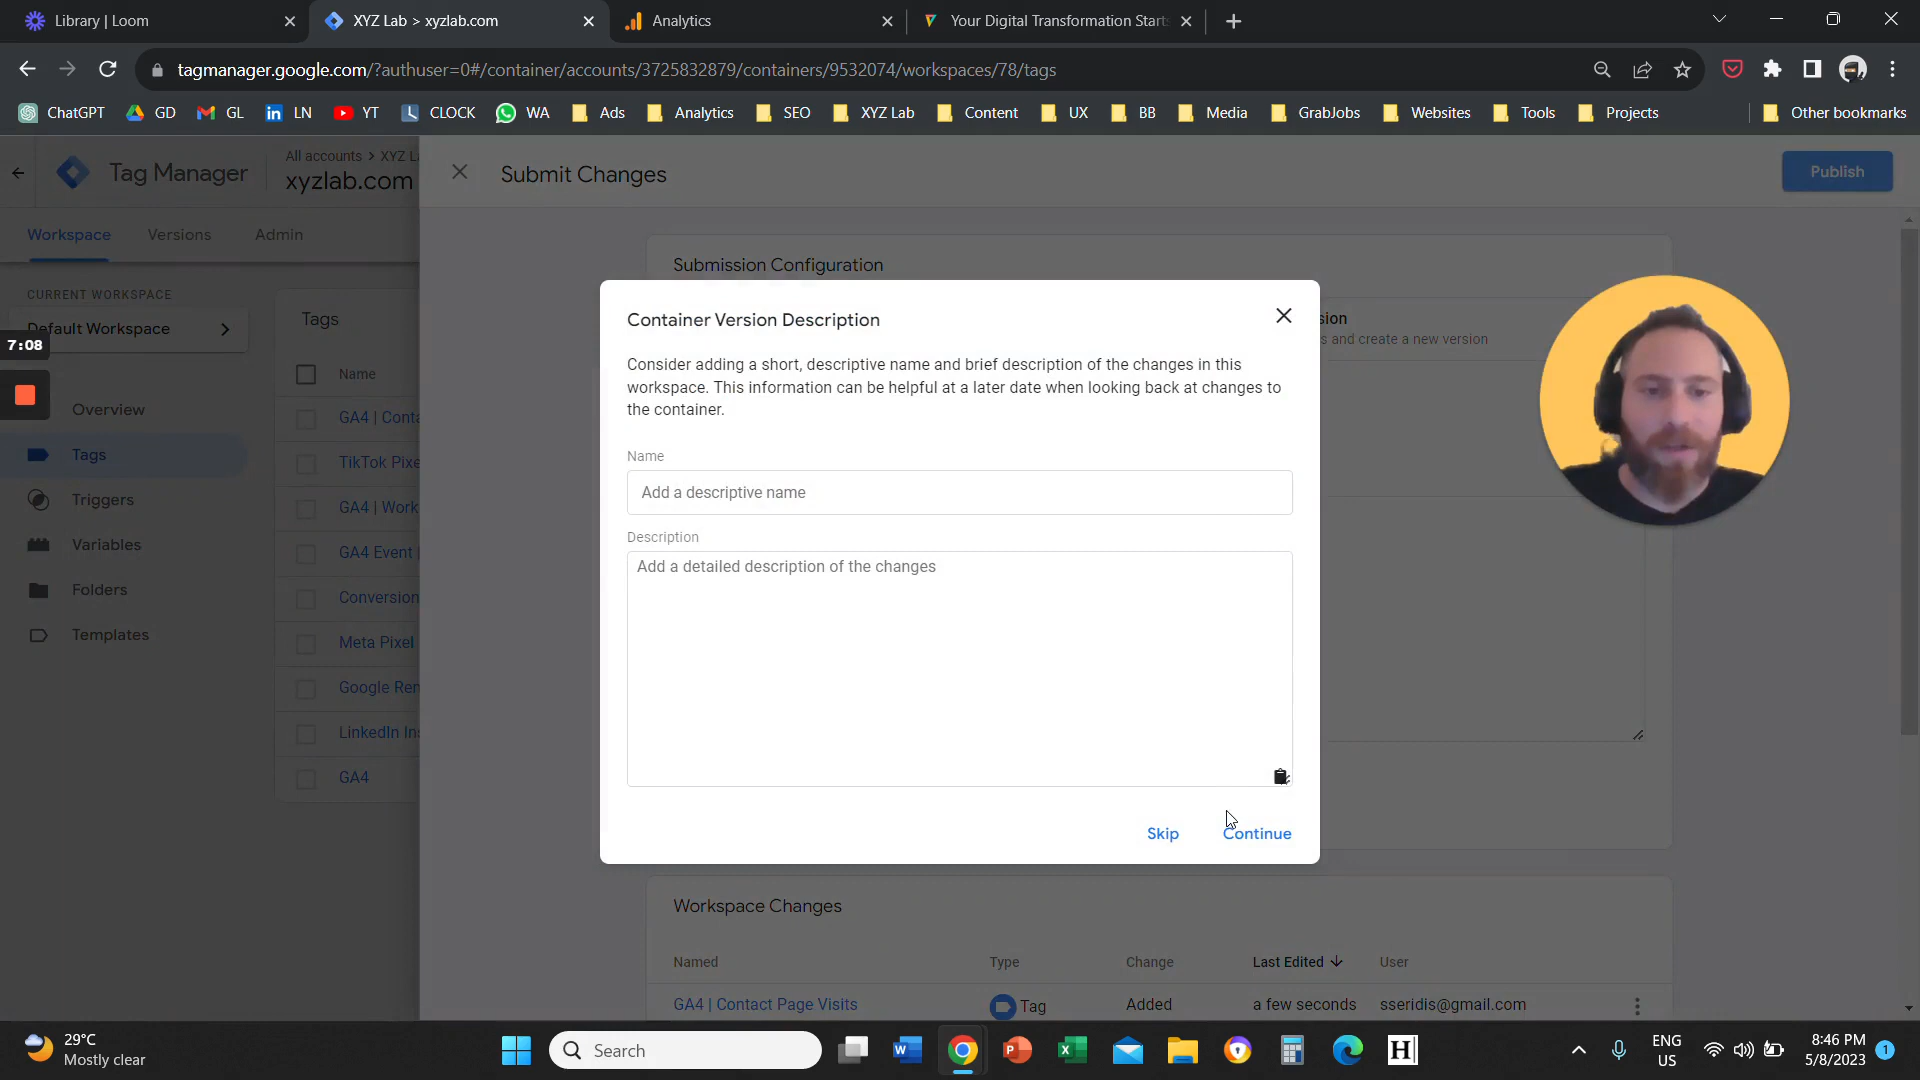 Library | Loom
XYZ Lab > xyzlab.com
Analytics
Your Digital Transformation Start
tagmanager.google.com/?authuser=0#/container/accounts/3725832879/containers/9532074/workspaces/78/tags
ChatGPT
GD
GL
LN
YT
CLOCK
WA
Ads
Analytics
SEO
XYZ Lab
Content
UX
BB
Media
GrabJobs
Websites
Tools
Projects
Other bookmarks
Tag Manager
All accounts > XYZ L
xyzlab.com
Submit Changes
Publish
Workspace
Versions
Admin
Submission Configuration
CURRENT WORKSPACE
Default Workspace
Tags
7:08
Name
Overview
GA4 | Conta
Tags
TikTok Pixe
Triggers
GA4 | Work
Variables
GA4 Event |
Folders
Conversion
Templates
Meta Pixel
Google Rem
LinkedIn Ins
GA4
sion
s and create a new version
Container Version Description
Consider adding a short, descriptive name and brief description of the changes in this
workspace. This information can be helpful at a later date when looking back at changes to
the container.
Name
Add a descriptive name
Description
Add a detailed description of the changes
Skip
Continue
Workspace Changes
Named
Type
Change
Last Edited
User
GA4 | Contact Page Visits
Tag
Added
a few seconds
sseridis@gmail.com
29°C
Mostly clear
Search
ENG
US
8:46 PM
5/8/2023
1